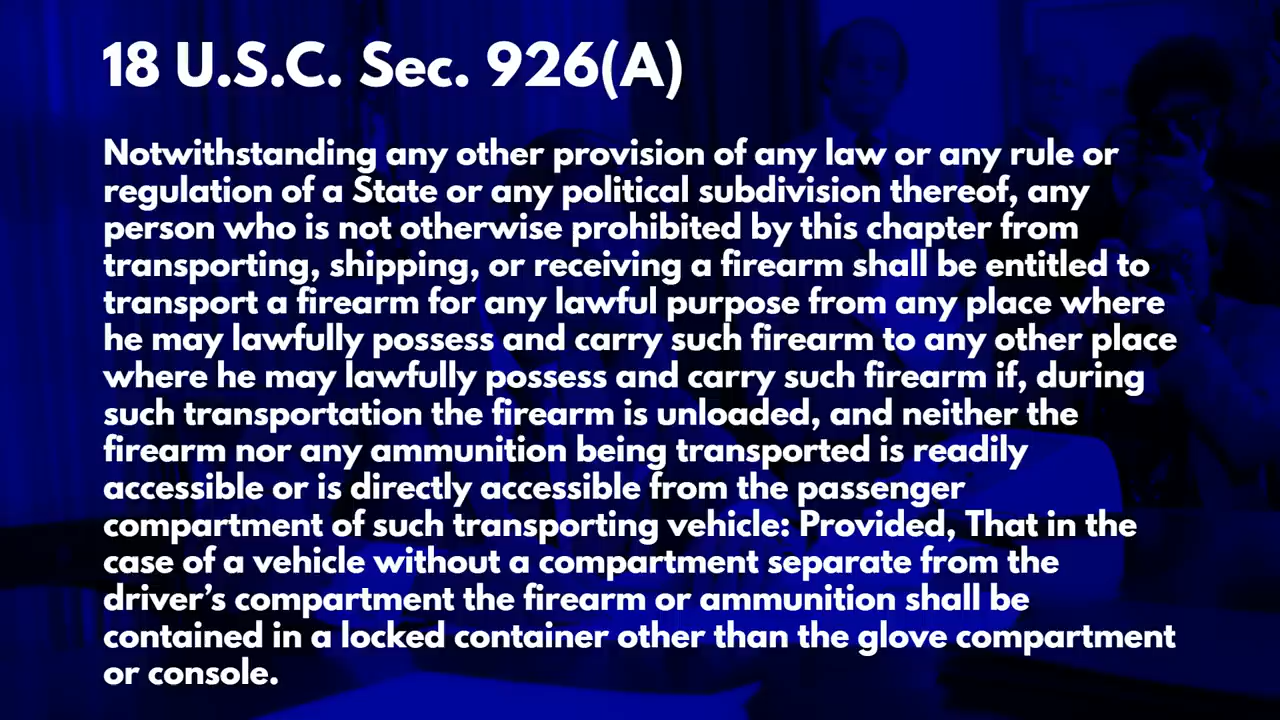 18 U.S.C. Sec. 926(A)
Notwithstanding any other provision of any law or any rule or
regulation of a State or any political subdivision thereof, any
person who is not otherwise prohibited by this chapter from
transporting, shipping, or receiving a firearm shall be entitled to
transport a firearm for any lawful purpose from any place where
he may lawfully possess and carry such firearm to any other place
where he may lawfully possess and carry such firearm if, during
such transportation the firearm is unloaded, and neither the
firearm nor any ammunition being transported is readily
accessible or is directly accessible from the passenger
compartment of such transporting vehicle: Provided, That in the
case of a vehicle without a compartment separate from the
driver’s compartment the firearm or ammunition shall be
contained in a locked container other than the glove compartment
or console.